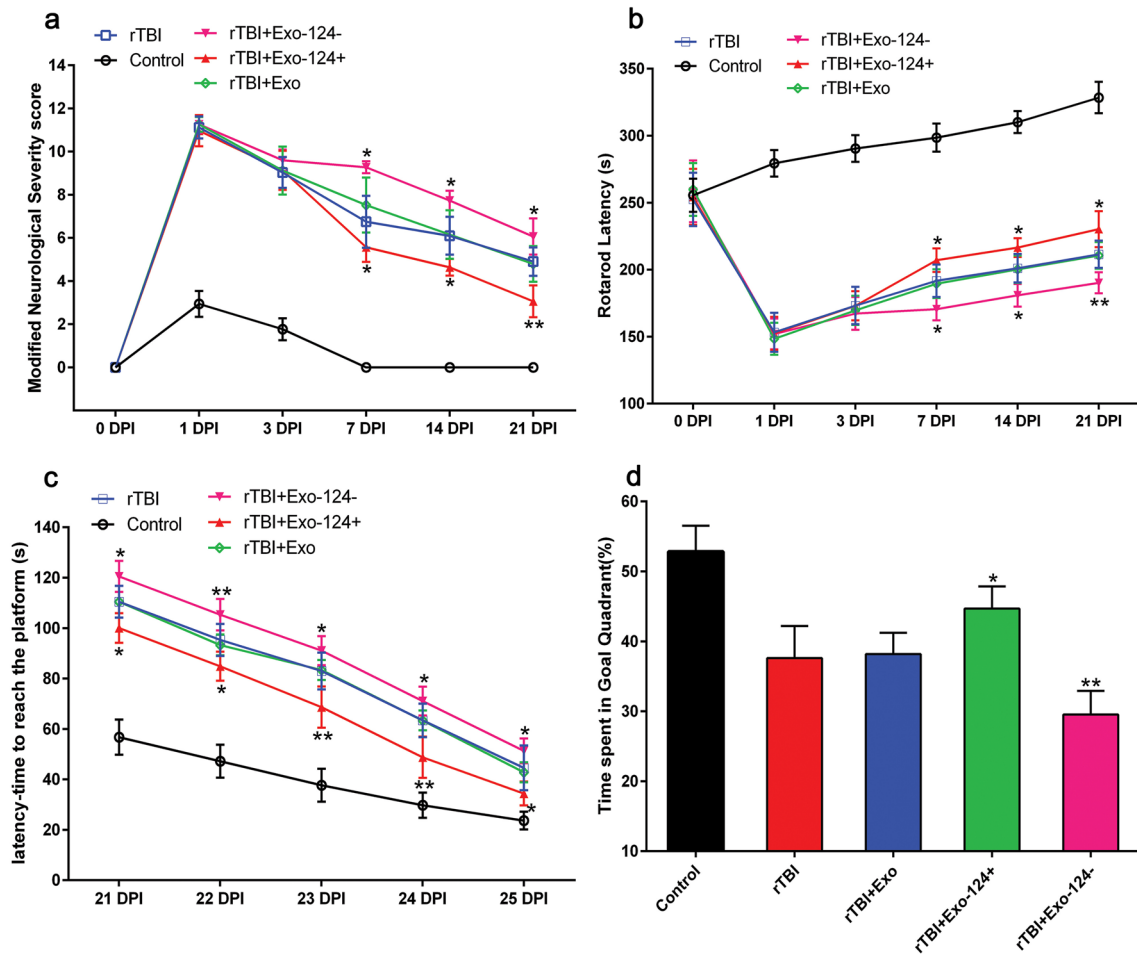 a
rTBI
Control
rTBI+Exo-124-
rTBI+Exo-124+
rTBI+Exo
Modified Neurological Severity score
14
12
10
8
6
4
2
0
* * *
* * **
0 DPI 1 DPI 3 DPI 7 DPI 14 DPI 21 DPI
b
rTBI
Control
rTBI+Exo-124-
rTBI+Exo-124+
rTBI+Exo
Rotarod Latency (s)
350
300
250
200
150
100
* * *
* * **
0 DPI 1 DPI 3 DPI 7 DPI 14 DPI 21 DPI
c
rTBI
Control
rTBI+Exo-124-
rTBI+Exo-124+
rTBI+Exo
latency-time to reach the platform (s)
140
120
100
80
60
40
20
0
* ** * * *
* * ** ** *
21 DPI 22 DPI 23 DPI 24 DPI 25 DPI
d
Time spent in Goal Quadrant(%)
60
50
40
30
20
10
* **
Control rTBI rTBI+Exo rTBI+Exo-124+ rTBI+Exo-124-